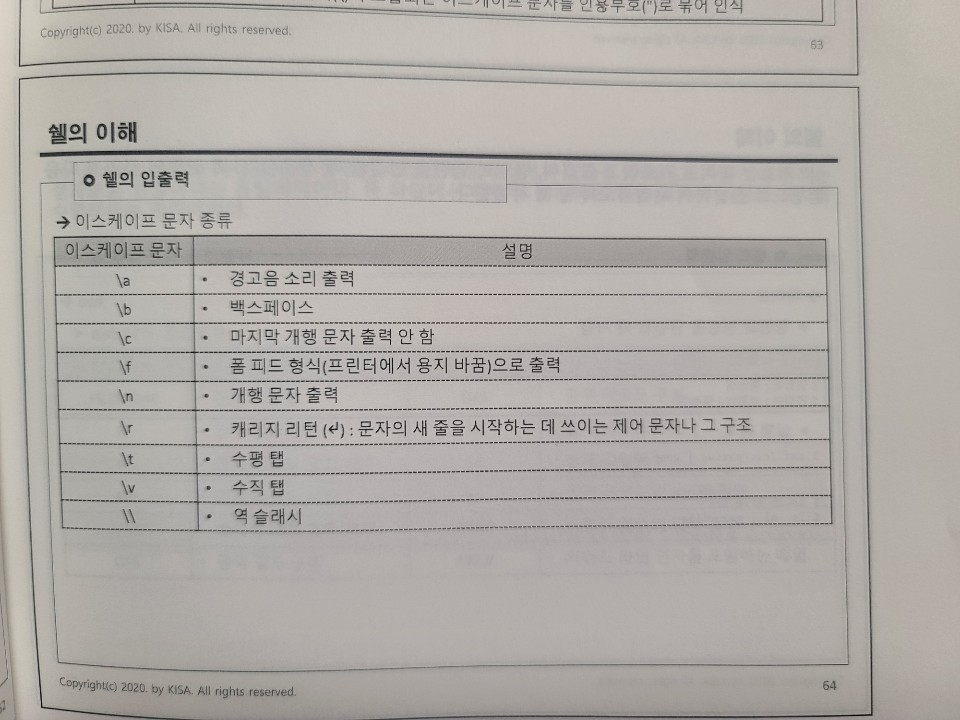 이스케이프 문자를 인용부호(")로 묶어 인식
Copyright(c) 2020. by KISA. All rights reserved.
63
쉘의 이해
쉘의 입출력
→ 이스케이프 문자 종류
이스케이프 문자 설명
\a • 경고음 소리 출력
\b • 백스페이스
\c • 마지막 개행 문자 출력 안 함
\f • 폼 피드 형식(프린터에서 용지 바꿈)으로 출력
\n • 개행 문자 출력
\r • 캐리지 리턴 (↵) : 문자의 새 줄을 시작하는 데 쓰이는 제어 문자나 그 구조
\t • 수평 탭
\v • 수직 탭
\\ • 역 슬래시
Copyright(c) 2020. by KISA. All rights reserved.
64